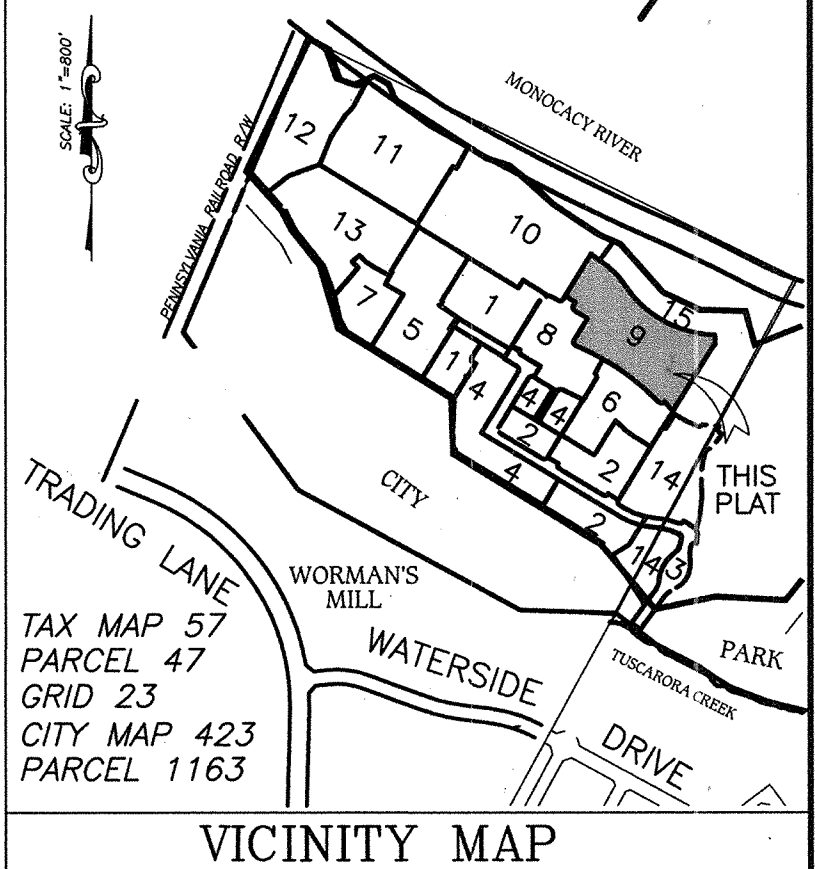 SCALE: 1"=800'
MONOCACY RIVER
PENNSYLVANIA RAILROAD R/W
12
11
10
13
15
9
7
5
1
8
1
4
6
4
4
2
2
14
4
2
14
3
THIS
PLAT
CITY
TRADING LANE
WORMAN'S
MILL
WATERSIDE
DRIVE
PARK
TUSCARORA CREEK
TAX MAP 57
PARCEL 47
GRID 23
CITY MAP 423
PARCEL 1163
VICINITY MAP